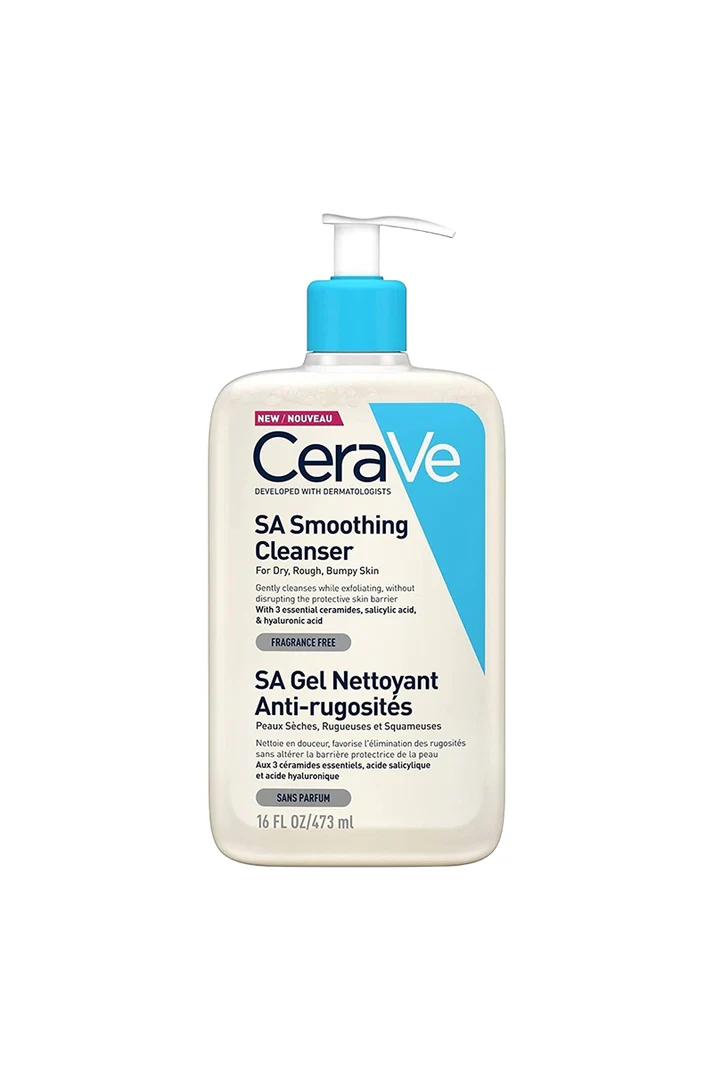 NEW / NOUVEAU
CeraVe
DEVELOPED WITH DERMATOLOGISTS
SA Smoothing
Cleanser
For Dry, Rough, Bumpy Skin
Gently cleanses while exfoliating, without
disrupting the protective skin barrier
With 3 essential ceramides, salicylic acid,
& hyaluronic acid
FRAGRANCE FREE
SA Gel Nettoyant
Anti-rugosités
Peaux Sèches, Rugueuses et Squameuses
Nettoie en douceur, favorise l'élimination des rugosités
sans altérer la barrière protectrice de la peau
Aux 3 céramides essentiels, acide salicylique
et acide hyaluronique
SANS PARFUM
16 FL OZ/473 ml